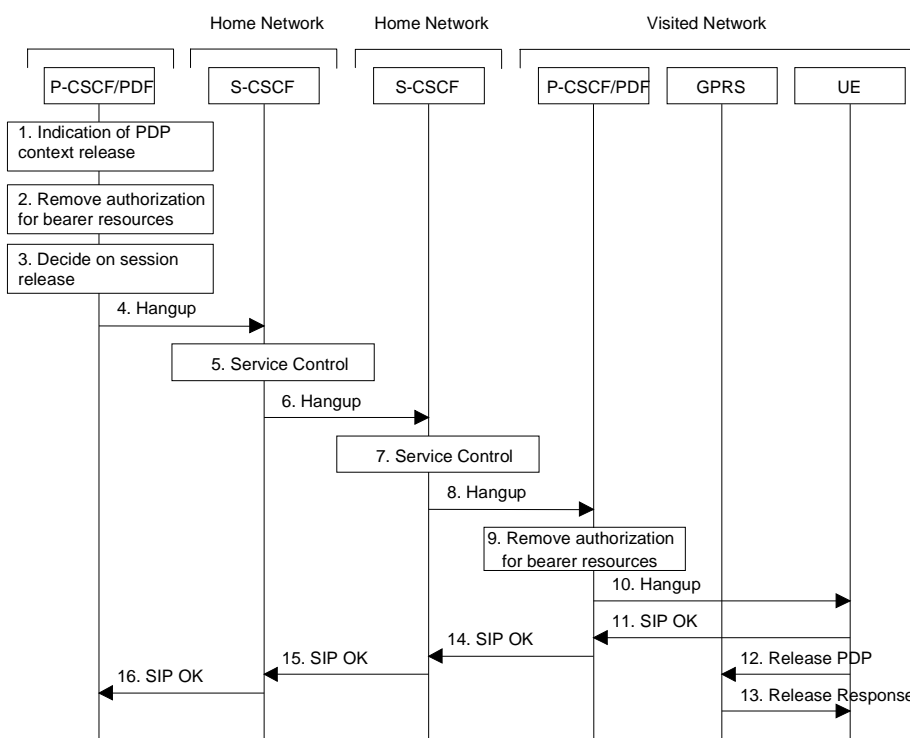 Home Network
Home Network
Visited Network
P-CSCF/PDF
S-CSCF
S-CSCF
P-CSCF/PDF
GPRS
UE
1. Indication of PDP
context release
2. Remove authorization
for bearer resources
3. Decide on session
release
4. Hangup
5. Service Control
6. Hangup
7. Service Control
8. Hangup
9. Remove authorization
for bearer resources
10. Hangup
11. SIP OK
14. SIP OK
15. SIP OK
12. Release PDP
16. SIP OK
13. Release Response